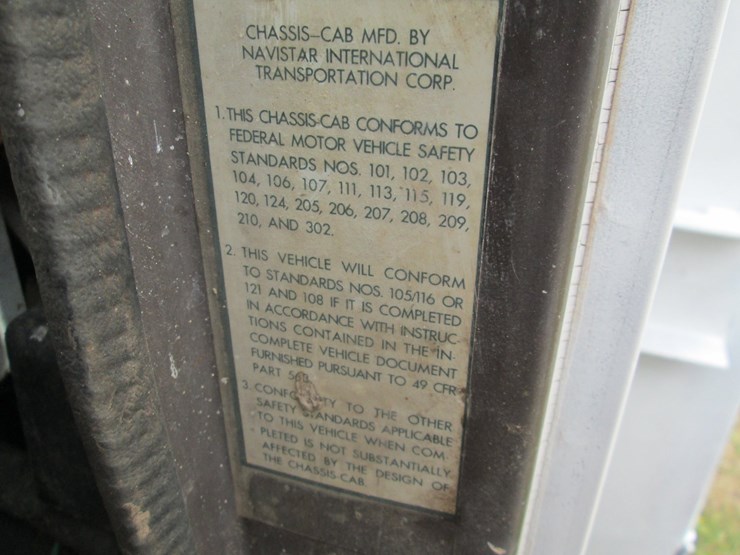 CHASSIS-CAB MFD. BY
NAVISTAR INTERNATIONAL
TRANSPORTATION CORP.
1. THIS CHASSIS-CAB CONFORMS TO
FEDERAL MOTOR VEHICLE SAFETY
STANDARDS NOS. 101, 102, 103,
104, 106, 107, 111, 113, 115, 119,
120, 124, 205, 206, 207, 208, 209,
210, AND 302.
2. THIS VEHICLE WILL CONFORM
TO STANDARDS NOS. 105/116 OR
121 AND 108 IF IT IS COMPLETED
IN ACCORDANCE WITH INSTRUC-
TIONS CONTAINED IN THE IN-
COMPLETE VEHICLE DOCUMENT
FURNISHED PURSUANT TO 49 CFR
PART
3. TO THE OTHER
SAFETY APPLICABLE
TO THIS VEHICLE WHEN COM-
PLETED IS NOT SUBSTANTIALLY
AFFECTED BY THE DESIGN OF
THE CHASSIS-CAB